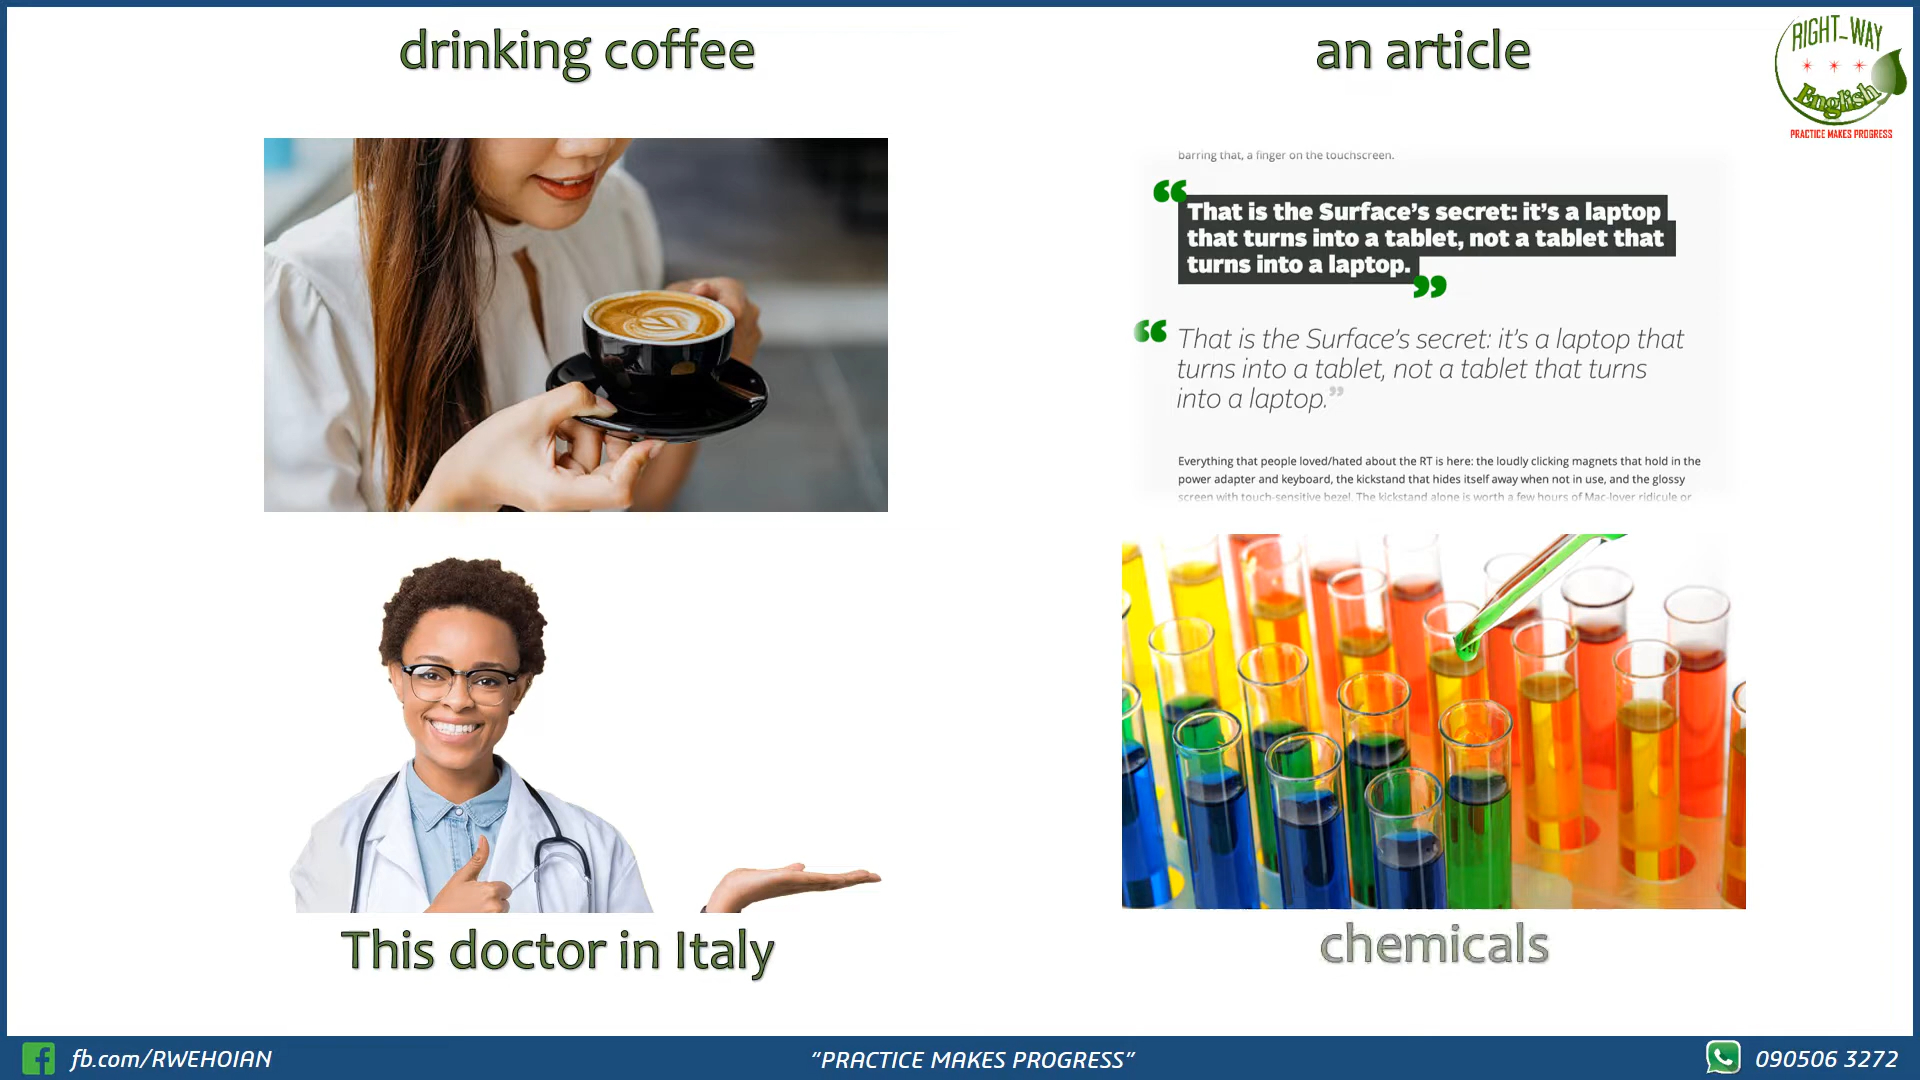 drinking coffee
an article
RIGHT-WAY
English
PRACTICE MAKES PROGRESS
barring that, a finger on the touchscreen.
“That is the Surface’s secret: it’s a laptop
that turns into a tablet, not a tablet that
turns into a laptop.”
“That is the Surface’s secret: it’s a laptop that
turns into a tablet, not a tablet that turns
into a laptop.”
Everything that people loved/hated about the RT is here: the loudly clicking magnets that hold in the
power adapter and keyboard, the kickstand that hides itself away when not in use, and the glossy
screen with touch-sensitive bezel. The kickstand alone is worth a few hours of Mac-lover ridicule or
This doctor in Italy
chemicals
fb.com/RWEHOIAN
“PRACTICE MAKES PROGRESS”
090506 3272